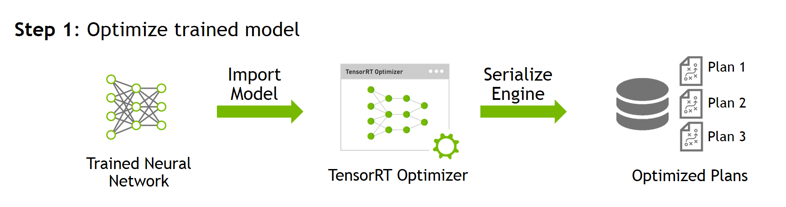 Step 1: Optimize trained model
Import
Model
Serialize
Engine
TensorRT Optimizer
Plan 1
Plan 2
Plan 3
Trained Neural
Network
TensorRT Optimizer
Optimized Plans